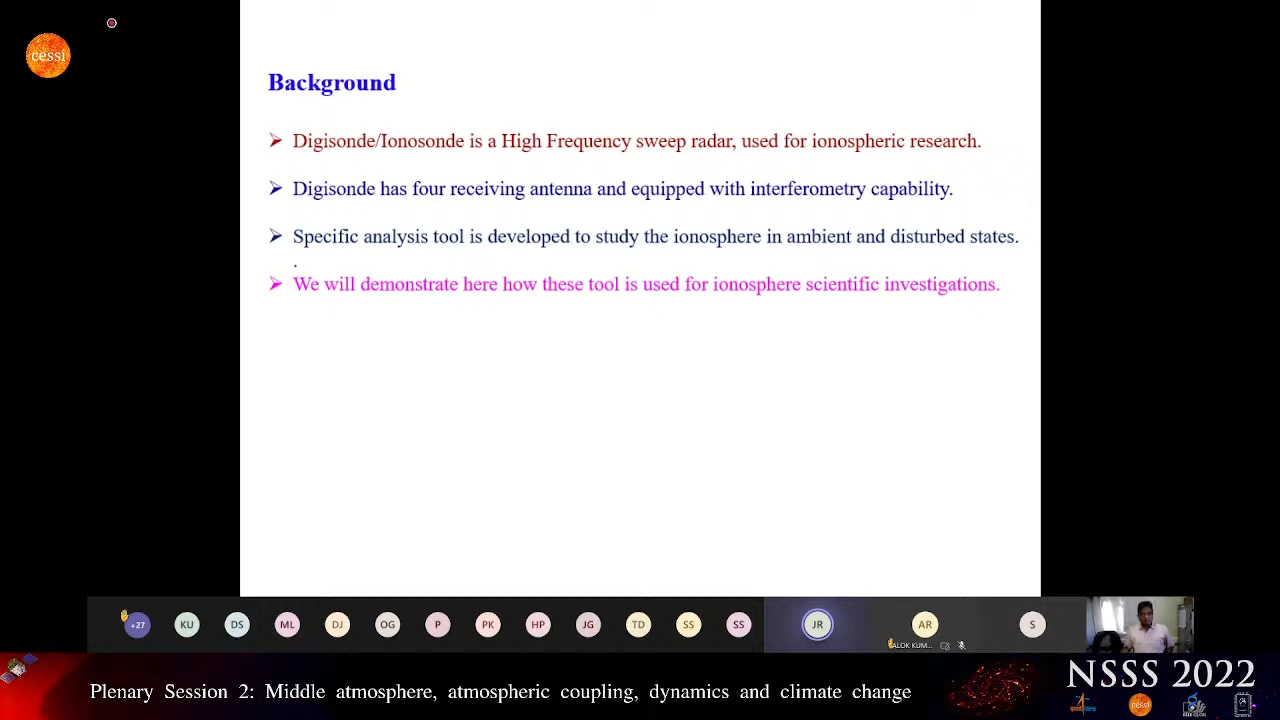 cessi
Background
➢ Digisonde/Ionosonde is a High Frequency sweep radar, used for ionospheric research.
➢ Digisonde has four receiving antenna and equipped with interferometry capability.
➢ Specific analysis tool is developed to study the ionosphere in ambient and disturbed states.
.
➢ We will demonstrate here how these tool is used for ionosphere scientific investigations.
+27 KU DS ML DJ OG P PK HP JG TD SS SS JR AR S
ALOK KUM...
NSSS 2022
Plenary Session 2: Middle atmosphere, atmospheric coupling, dynamics and climate change
cessi